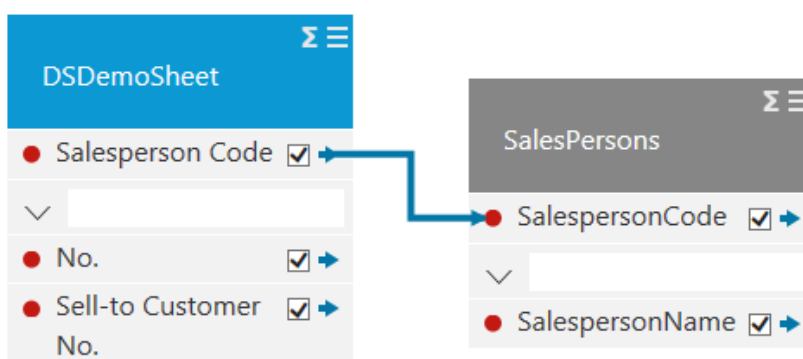 DSDemoSheet
Salesperson Code
No.
Sell-to Customer
No.
SalesPersons
SalespersonCode
SalespersonName